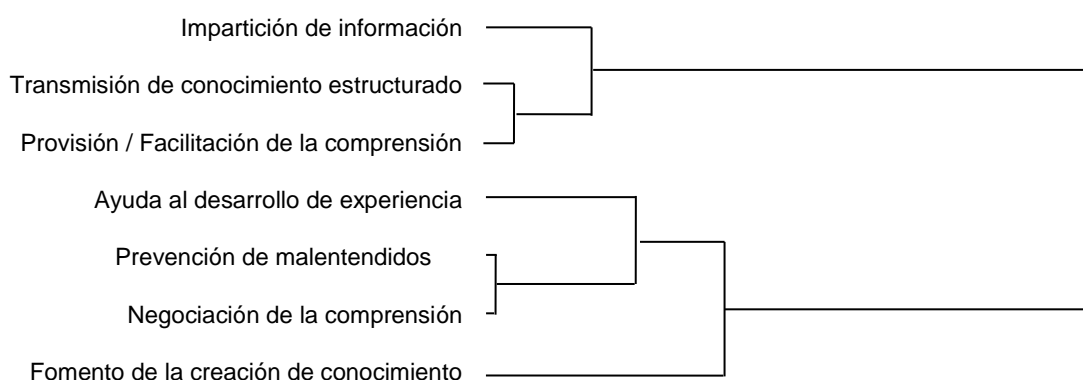 Impartición de información
Transmisión de conocimiento estructurado
Provisión / Facilitación de la comprensión
Ayuda al desarrollo de experiencia
Prevención de malentendidos
Negociación de la comprensión
Fomento de la creación de conocimiento